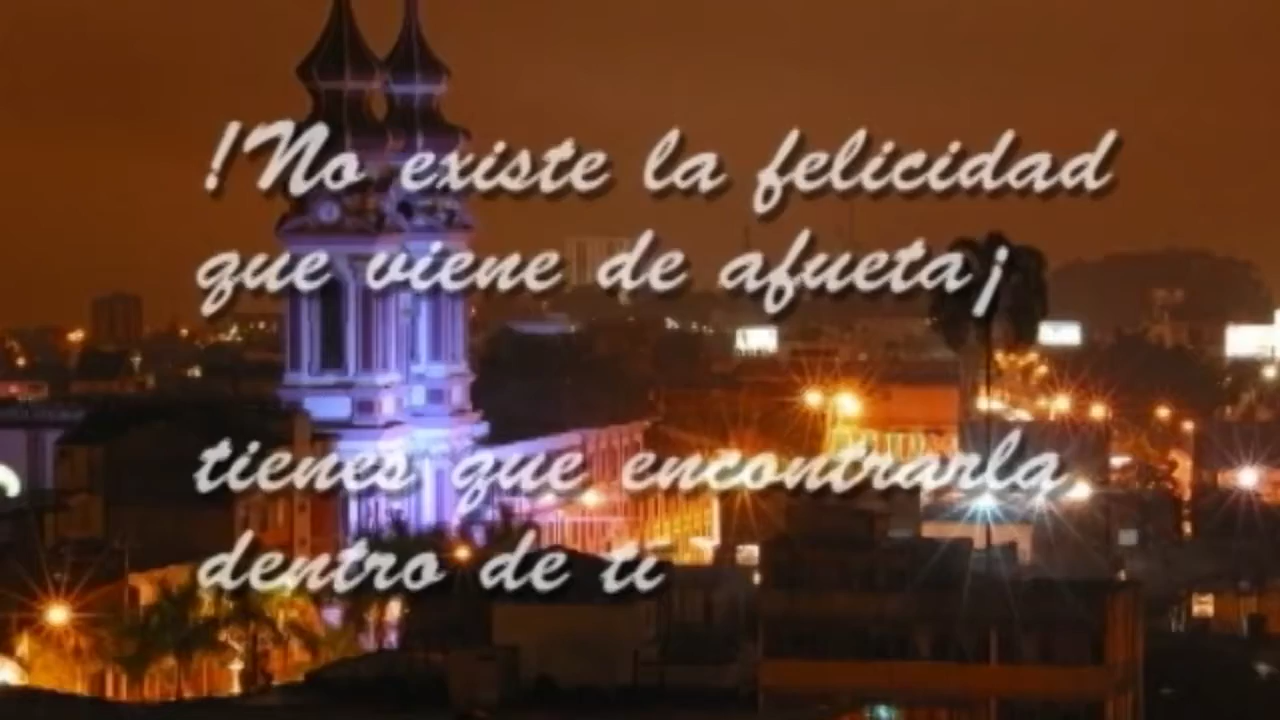 !No existe la felicidad
que viene de afueta¡
tienes que encontrarla
dentro de ti